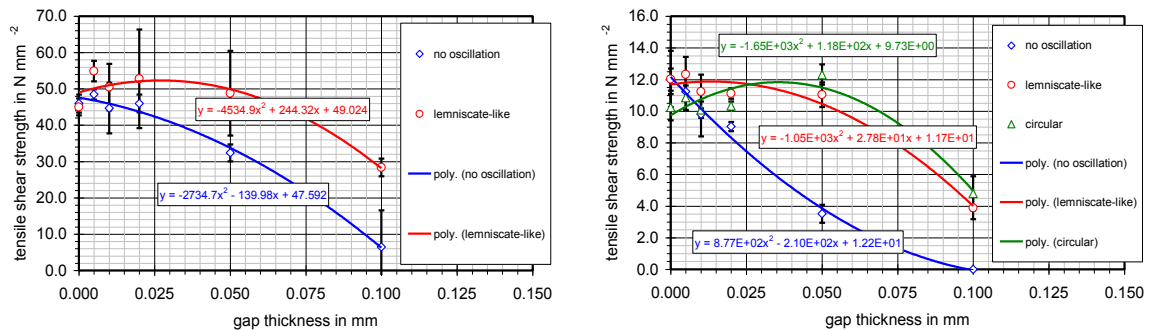 tensile shear strength in N mm -2
70.0
60.0
50.0
40.0
30.0
20.0
10.0
0.0
y = -4534.9x² + 244.32x + 49.024
y = -2734.7x² - 139.98x + 47.592
no oscillation
lemniscate-like
poly. (no oscillation)
poly. (lemniscate-like)
0.000 0.025 0.050 0.075 0.100 0.125 0.150
gap thickness in mm
tensile shear strength in N mm -2
16.0
14.0
12.0
10.0
8.0
6.0
4.0
2.0
0.0
y = -1.65E+03x² + 1.18E+02x + 9.73E+00
y = -1.05E+03x² + 2.78E+01x + 1.17E+01
y = 8.77E+02x² - 2.10E+02x + 1.22E+01
no oscillation
lemniscate-like
circular
poly. (no oscillation)
poly. (lemniscate-like)
poly. (circular)
0.000 0.025 0.050 0.075 0.100 0.125 0.150
gap thickness in mm